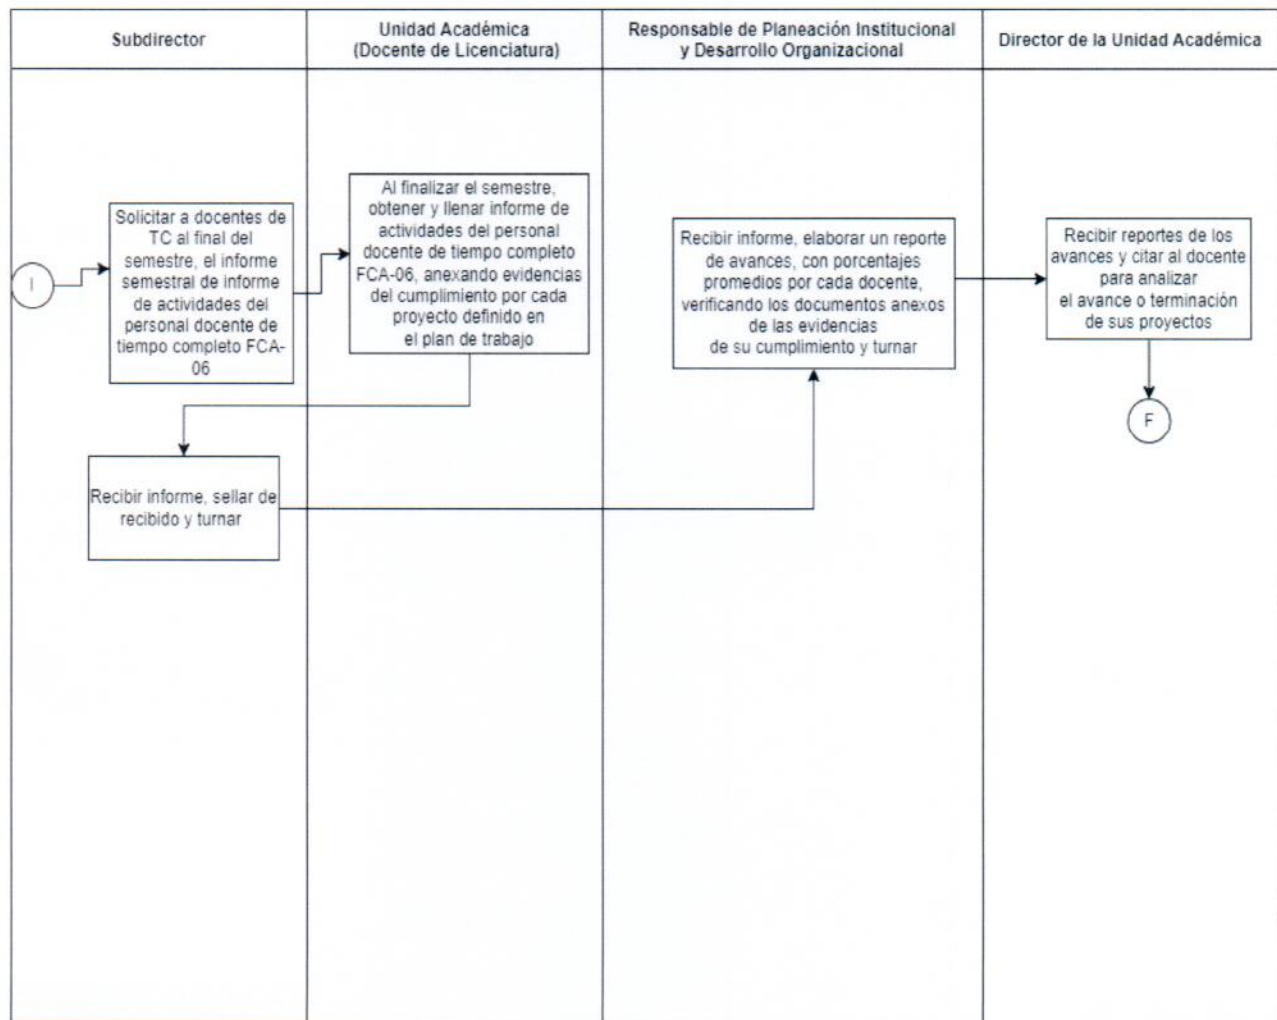 Subdirector
Unidad Académica
(Docente de Licenciatura)
Responsable de Planeación Institucional
y Desarrollo Organizacional
Director de la Unidad Académica
I
Solicitar a docentes de
TC al final del
semestre, el informe
semestral de informe
de actividades del
personal docente de
tiempo completo FCA-
06
Al finalizar el semestre,
obtener y llenar informe de
actividades del personal
docente de tiempo completo
FCA-06, anexando evidencias
del cumplimiento por cada
proyecto definido en
el plan de trabajo
Recibir informe, elaborar un reporte
de avances, con porcentajes
promedios por cada docente,
verificando los documentos anexos
de las evidencias
de su cumplimiento y turnar
Recibir reportes de los
avances y citar al docente
para analizar
el avance o terminación
de sus proyectos
F
Recibir informe, sellar de
recibido y turnar